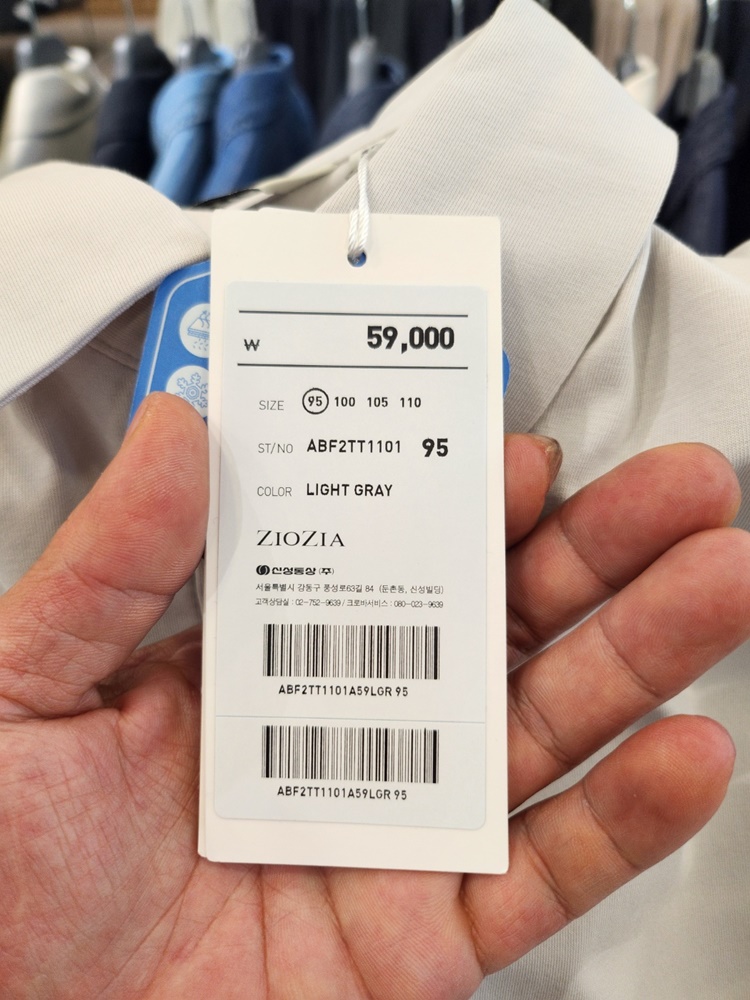 ₩ 59,000
SIZE 95 100 105 110
ST/NO ABF2TT1101 95
COLOR LIGHT GRAY
ZIOZIA
신성통상 (주)
서울특별시 강동구 풍성로63길 84 (둔촌동, 신성빌딩)
고객상담실 : 02-752-9639 / 크로바서비스 : 080-023-9639
ABF2TT1101A59LGR 95
ABF2TT1101A59LGR 95